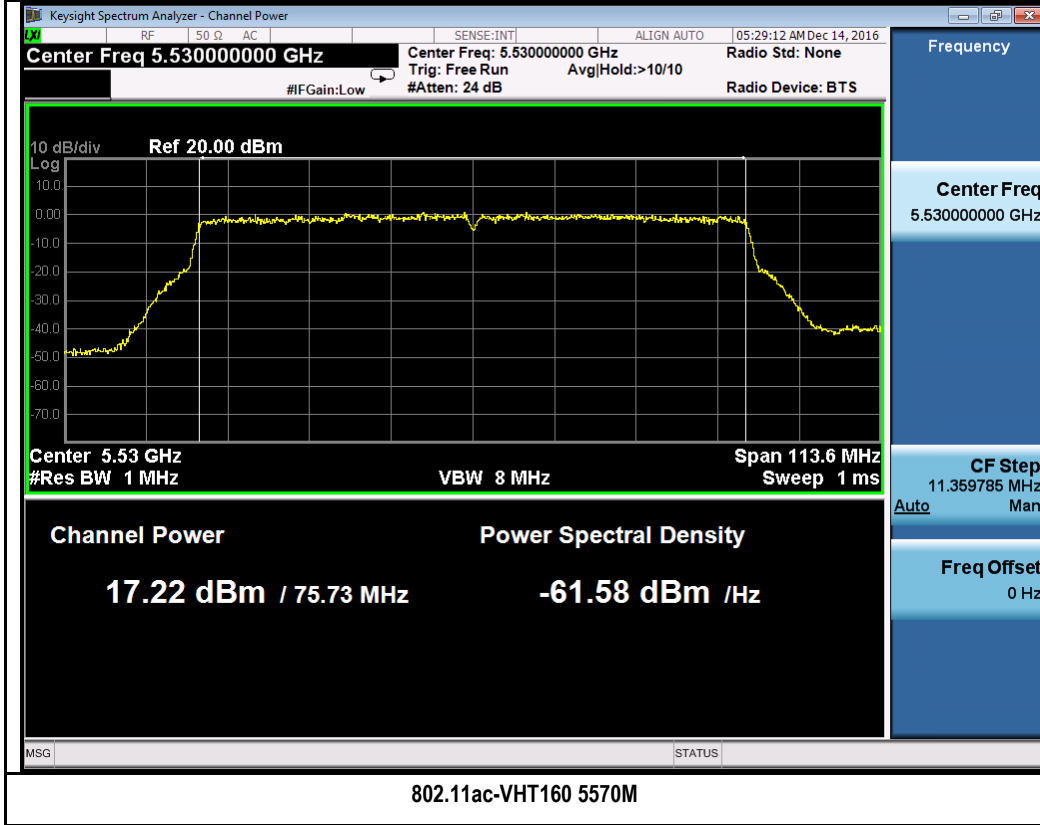 Keysight Spectrum Analyzer - Channel Power
LXI RF 50 Ω AC SENSE:INT ALIGN AUTO 05:29:12 AM Dec 14, 2016
Center Freq 5.530000000 GHz
#IFGain:Low
Center Freq: 5.530000000 GHz
Trig: Free Run Avg|Hold:>10/10
#Atten: 24 dB
Radio Std: None
Radio Device: BTS
Frequency
10 dB/div Ref 20.00 dBm
Log
10.0
0.00
-10.0
-20.0
-30.0
-40.0
-50.0
-60.0
-70.0
Center 5.53 GHz Span 113.6 MHz
#Res BW 1 MHz VBW 8 MHz Sweep 1 ms
Channel Power Power Spectral Density
17.22 dBm / 75.73 MHz -61.58 dBm /Hz
Center Freq
5.530000000 GHz
CF Step
11.359785 MHz
Auto Man
Freq Offset
0 Hz
MSG STATUS
802.11ac-VHT160 5570M